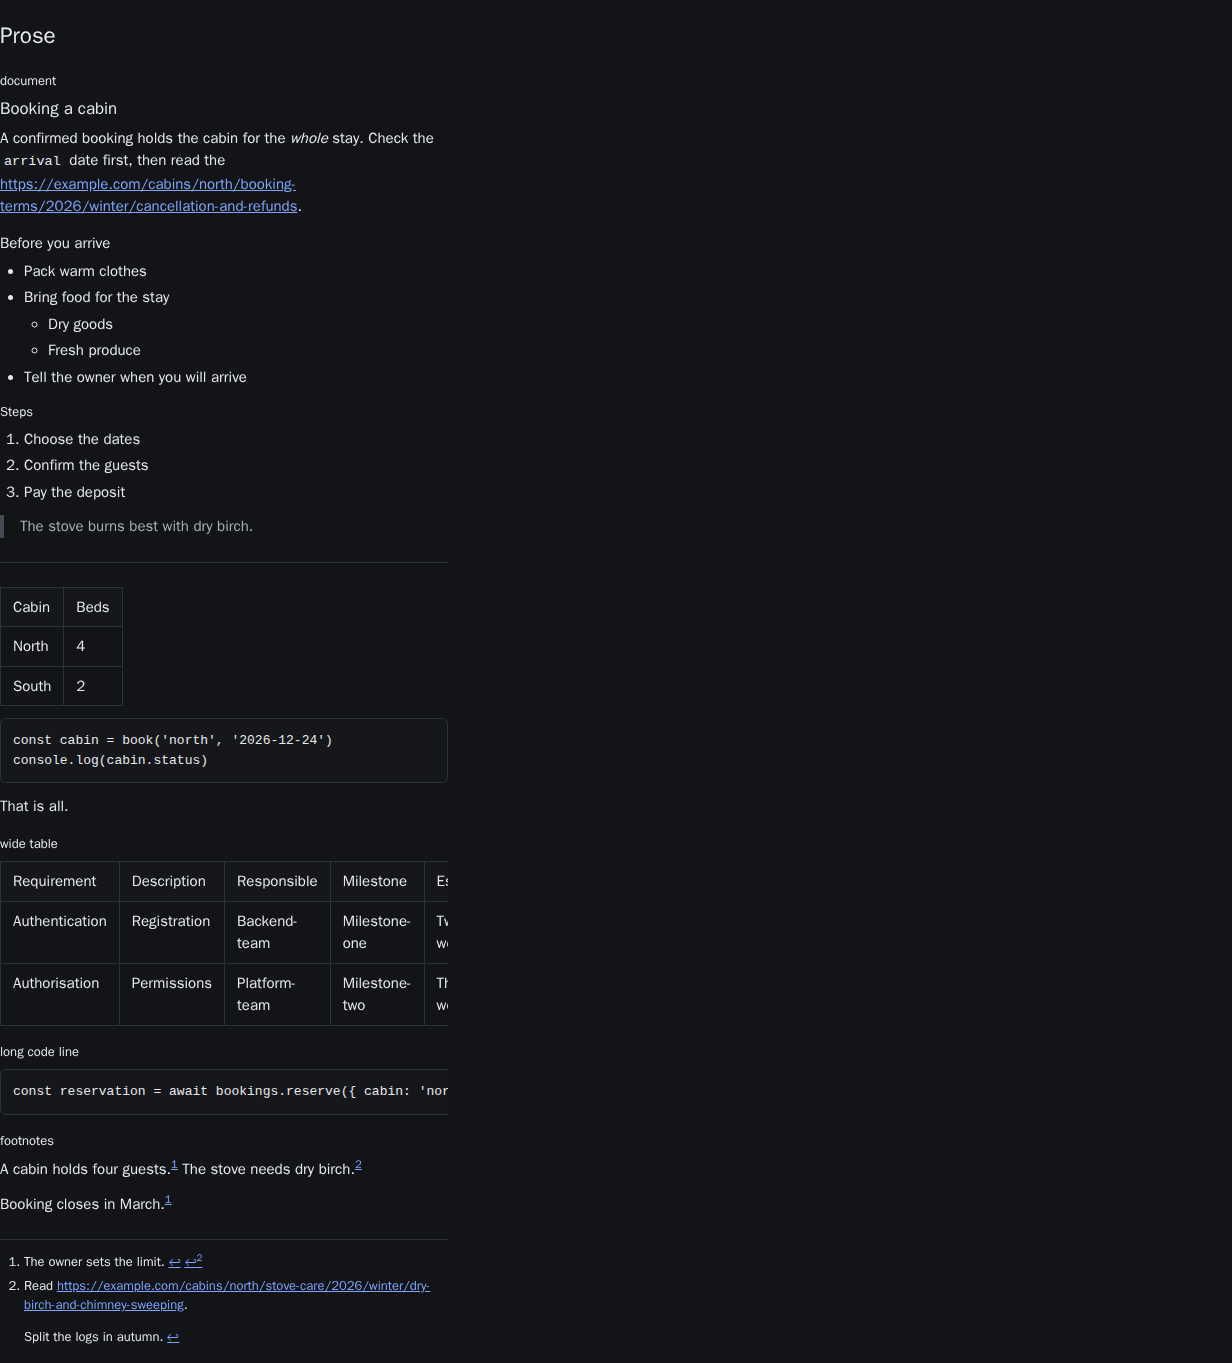 Prose
document
Booking a cabin
A confirmed booking holds the cabin for the whole stay. Check the
arrival date first, then read the
https://example.com/cabins/north/booking-
terms/2026/winter/cancellation-and-refunds.
Before you arrive
• Pack warm clothes
• Bring food for the stay
◦ Dry goods
◦ Fresh produce
• Tell the owner when you will arrive
Steps
1. Choose the dates
2. Confirm the guests
3. Pay the deposit
The stove burns best with dry birch.
Cabin Beds
North 4
South 2
const cabin = book('north', '2026-12-24')
console.log(cabin.status)
That is all.
wide table
Requirement Description Responsible Milestone
Authentication Registration Backend- Milestone-
team one
Authorisation Permissions Platform- Milestone-
team two
long code line
const reservation = await bookings.reserve({ cabin: 'nor
footnotes
A cabin holds four guests.1 The stove needs dry birch.2
Booking closes in March.1
1. The owner sets the limit. ↩ ↩2
2. Read https://example.com/cabins/north/stove-care/2026/winter/dry-
birch-and-chimney-sweeping.
Split the logs in autumn. ↩